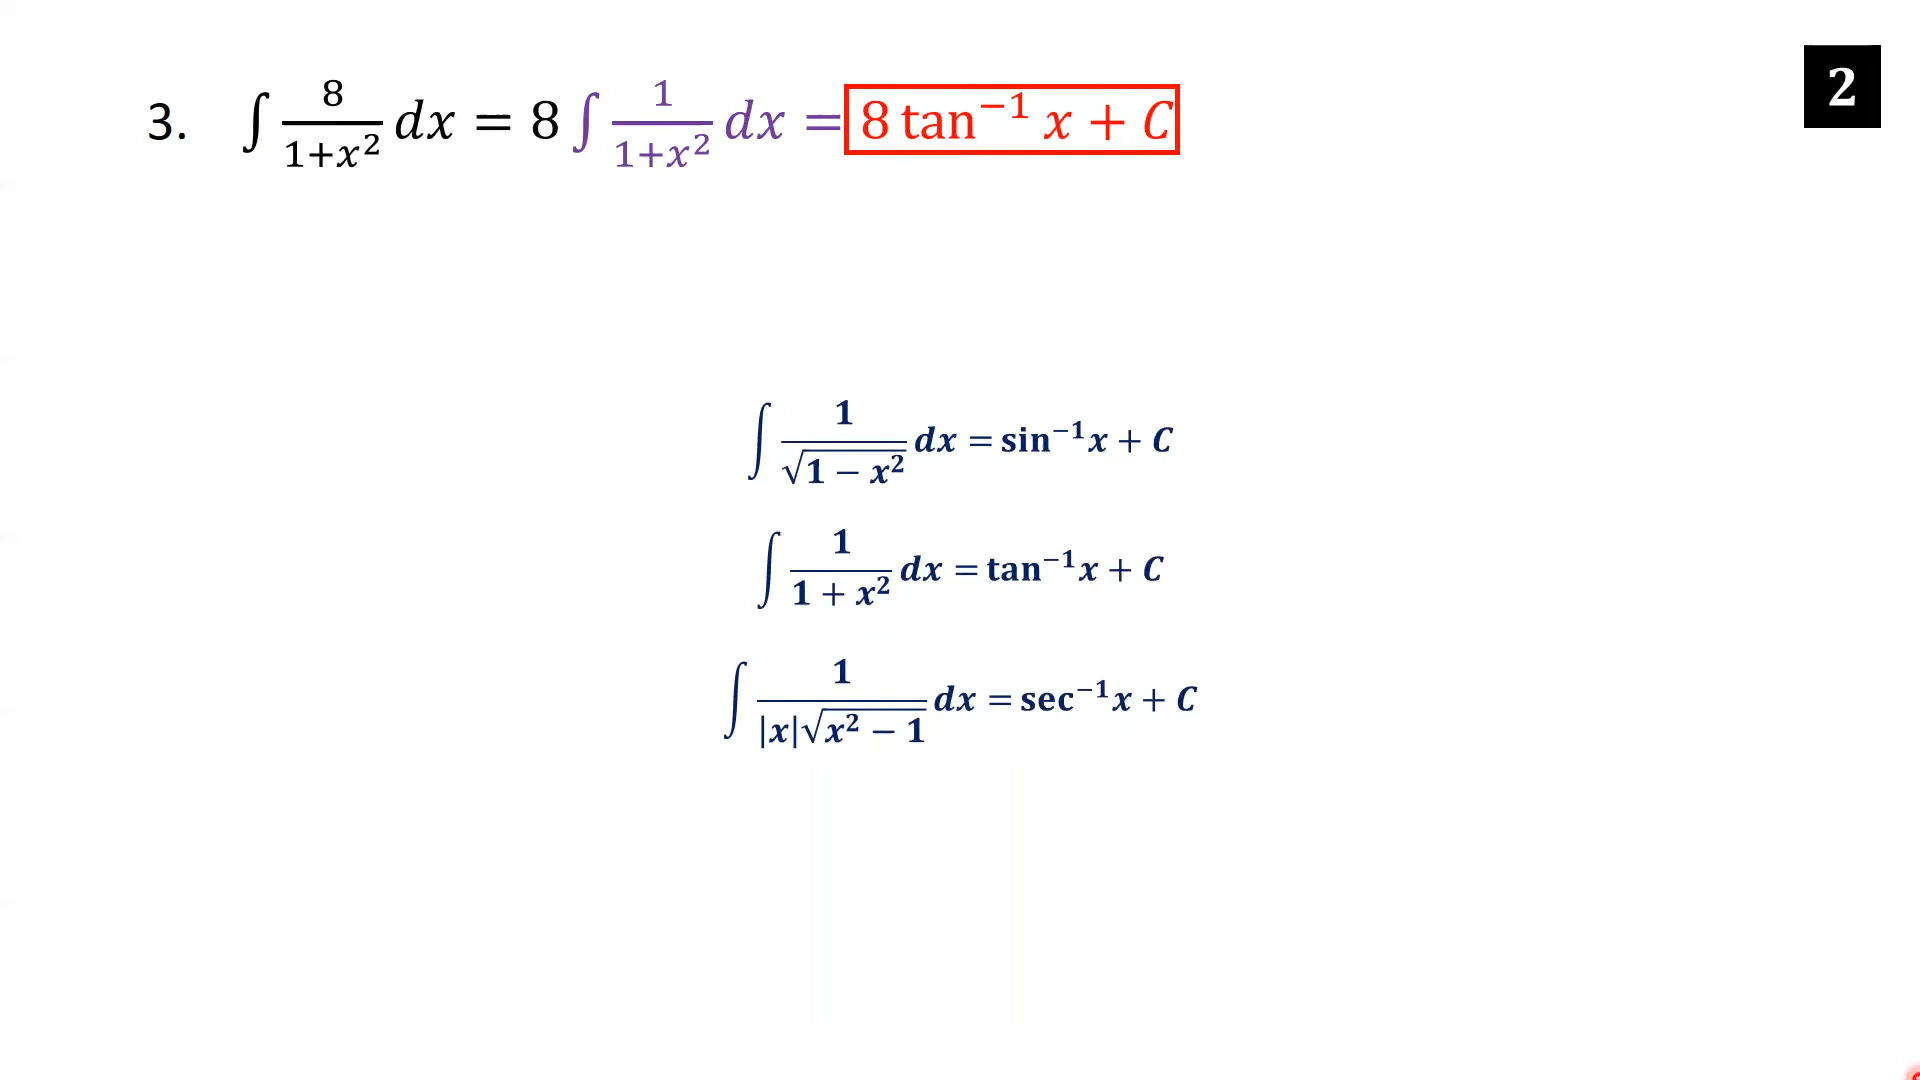 3. ∫ 8/(1+x²) dx = 8 ∫ 1/(1+x²) dx = 8 tan⁻¹ x + C
2
∫ 1/√(1 − x²) dx = sin⁻¹x + C
∫ 1/(1 + x²) dx = tan⁻¹x + C
∫ 1/(|x|√(x² − 1)) dx = sec⁻¹x + C